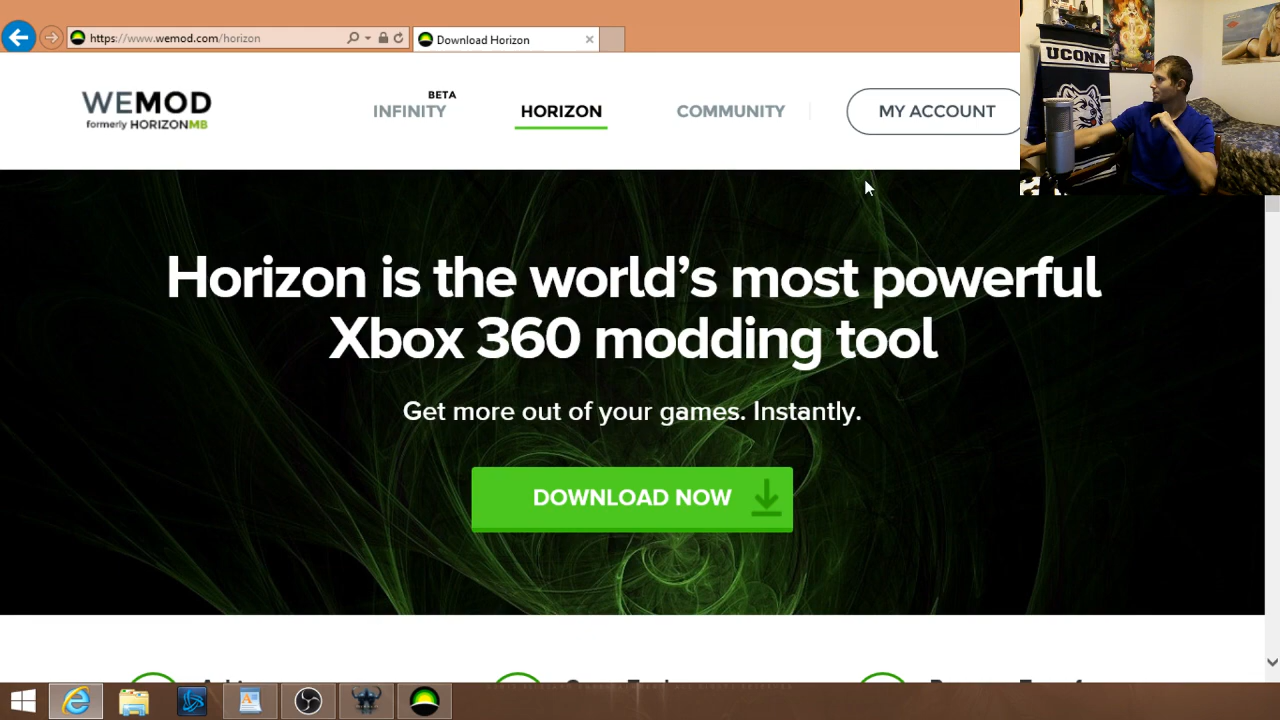 https://www.wemod.com/horizon
Download Horizon
UCONN
WEMOD
formerly HORIZONMB
BETA
INFINITY
HORIZON
COMMUNITY
MY ACCOUNT
Horizon is the world's most powerful
Xbox 360 modding tool
Get more out of your games. Instantly.
DOWNLOAD NOW